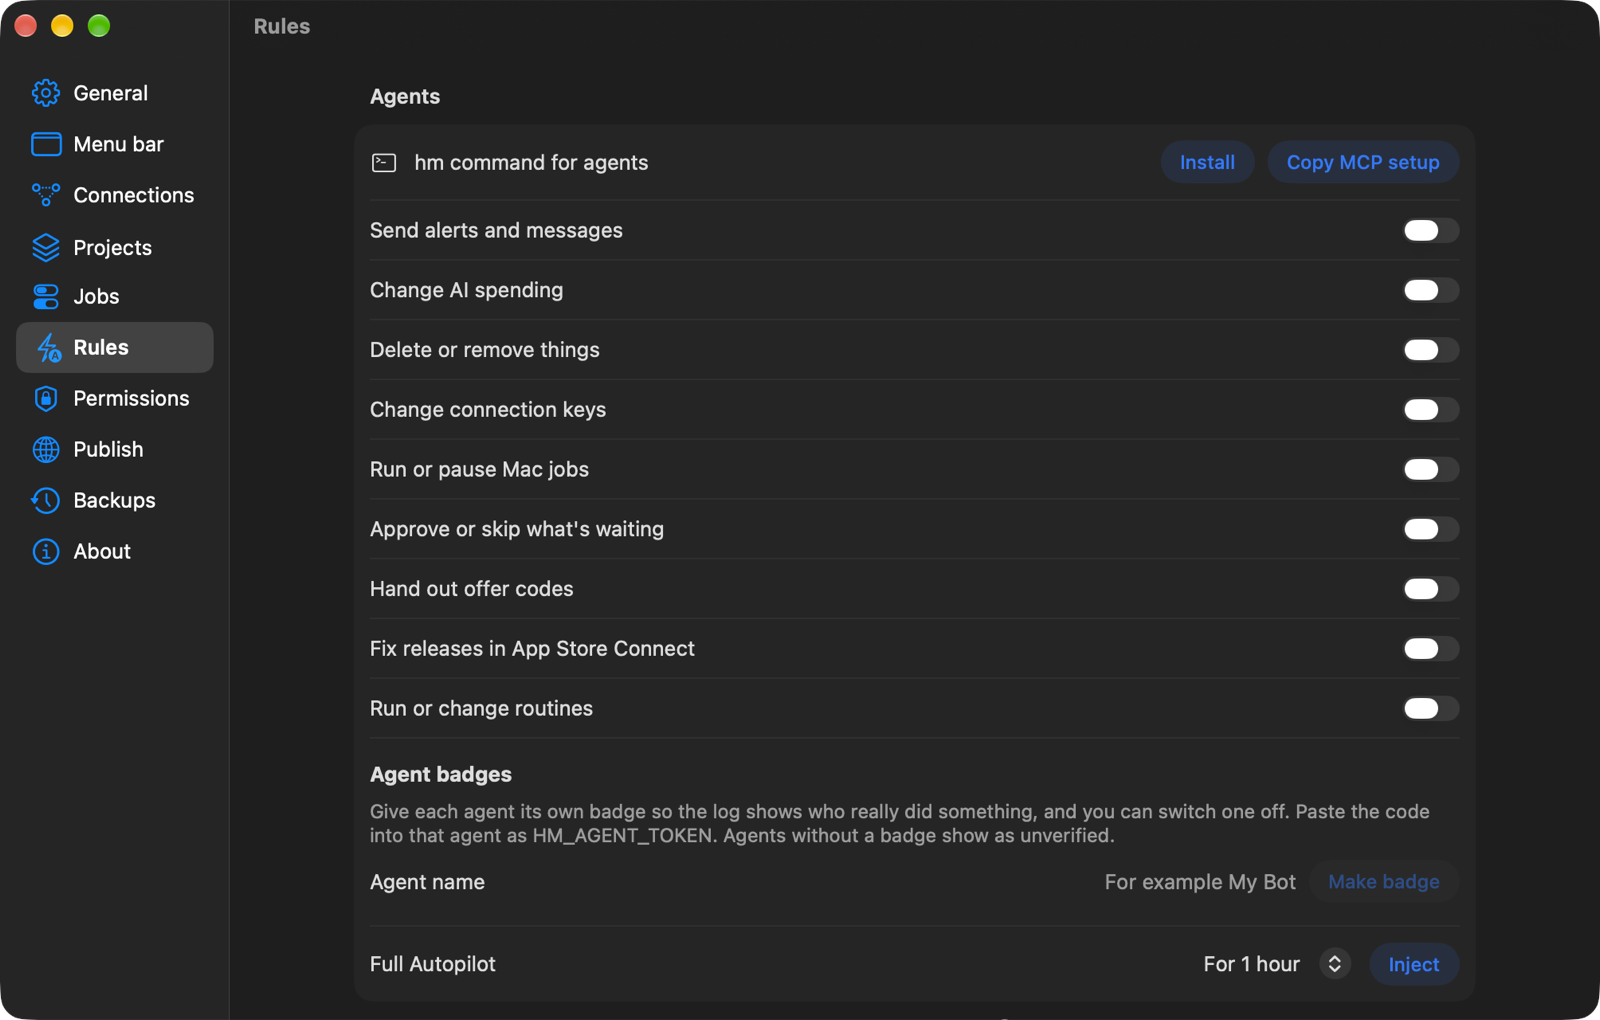 Rules
General
Menu bar
Connections
Projects
Jobs
Rules
Permissions
Publish
Backups
About
Agents
hm command for agents
Install
Copy MCP setup
Send alerts and messages
Change AI spending
Delete or remove things
Change connection keys
Run or pause Mac jobs
Approve or skip what's waiting
Hand out offer codes
Fix releases in App Store Connect
Run or change routines
Agent badges
Give each agent its own badge so the log shows who really did something, and you can switch one off. Paste the code
into that agent as HM_AGENT_TOKEN. Agents without a badge show as unverified.
Agent name
For example My Bot
Make badge
Full Autopilot
For 1 hour
Inject